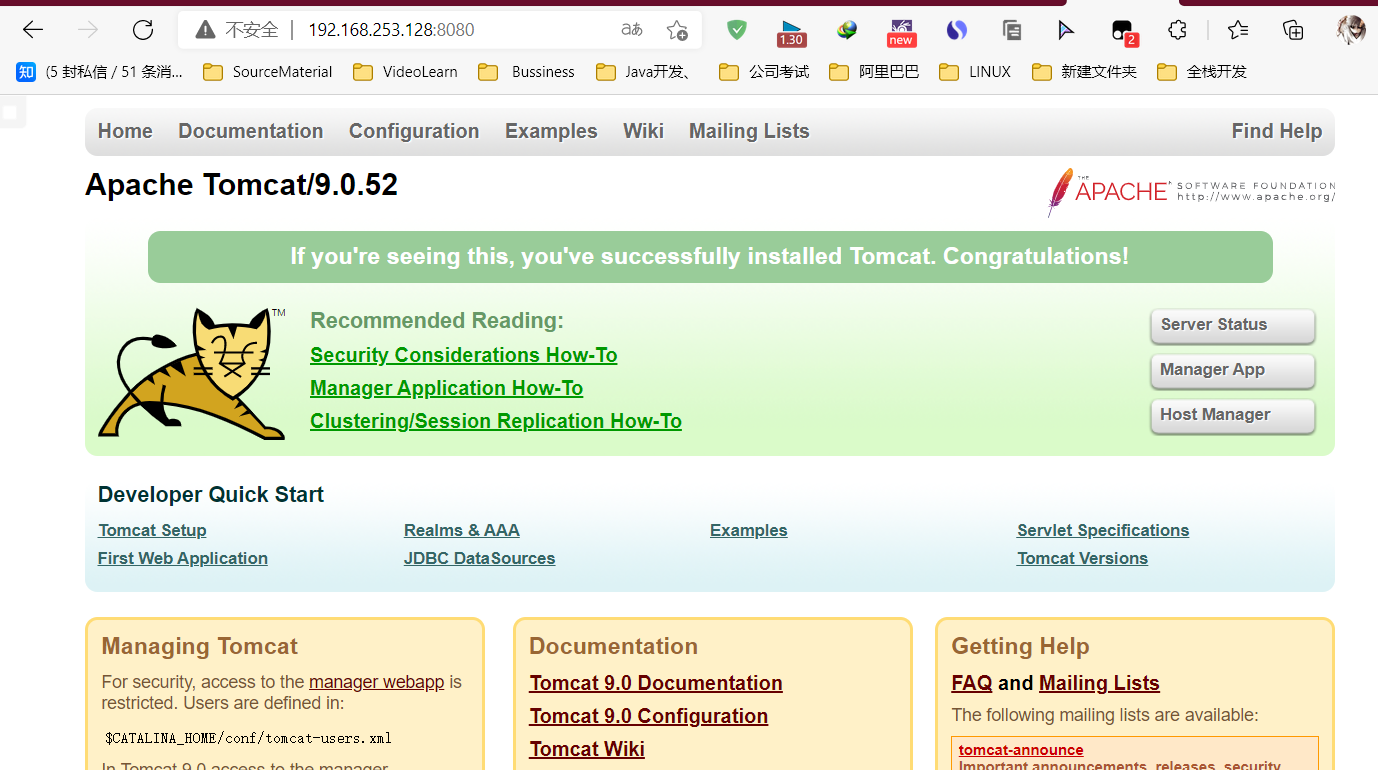 不安全 | 192.168.253.128:8080 aあ 1.30 new 2
知 (5 封私信 / 51 条消... SourceMaterial VideoLearn Bussiness Java开发、 公司考试 阿里巴巴 LINUX 新建文件夹 全栈开发
Home Documentation Configuration Examples Wiki Mailing Lists Find Help
Apache Tomcat/9.0.52
THE APACHE SOFTWARE FOUNDATION
http://www.apache.org/
If you're seeing this, you've successfully installed Tomcat. Congratulations!
TM
Recommended Reading:
Security Considerations How-To
Manager Application How-To
Clustering/Session Replication How-To
Server Status
Manager App
Host Manager
Developer Quick Start
Tomcat Setup
First Web Application
Realms & AAA
JDBC DataSources
Examples
Servlet Specifications
Tomcat Versions
Managing Tomcat
For security, access to the manager webapp is
restricted. Users are defined in:
$CATALINA_HOME/conf/tomcat-users.xml
In Tomcat 9.0 access to the manager
Documentation
Tomcat 9.0 Documentation
Tomcat 9.0 Configuration
Tomcat Wiki
Getting Help
FAQ and Mailing Lists
The following mailing lists are available:
tomcat-announce
Important announcements, releases, security